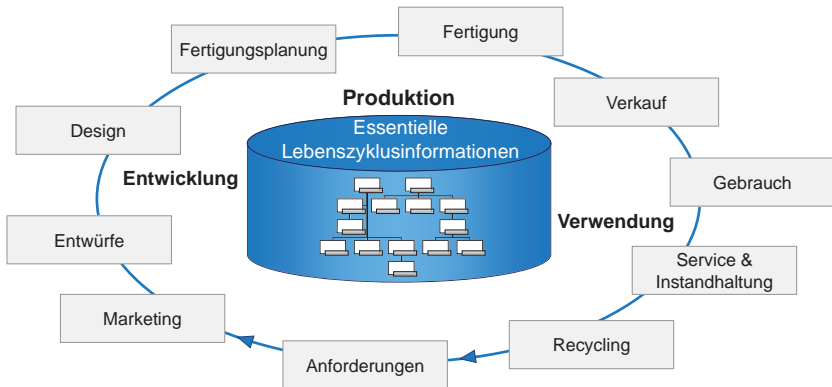 Fertigung
Fertigungsplanung
Verkauf
Produktion
Design
Essentielle
Lebenszyklusinformationen
Entwicklung
Gebrauch
Verwendung
Entwürfe
Service &
Instandhaltung
Marketing
Recycling
Anforderungen